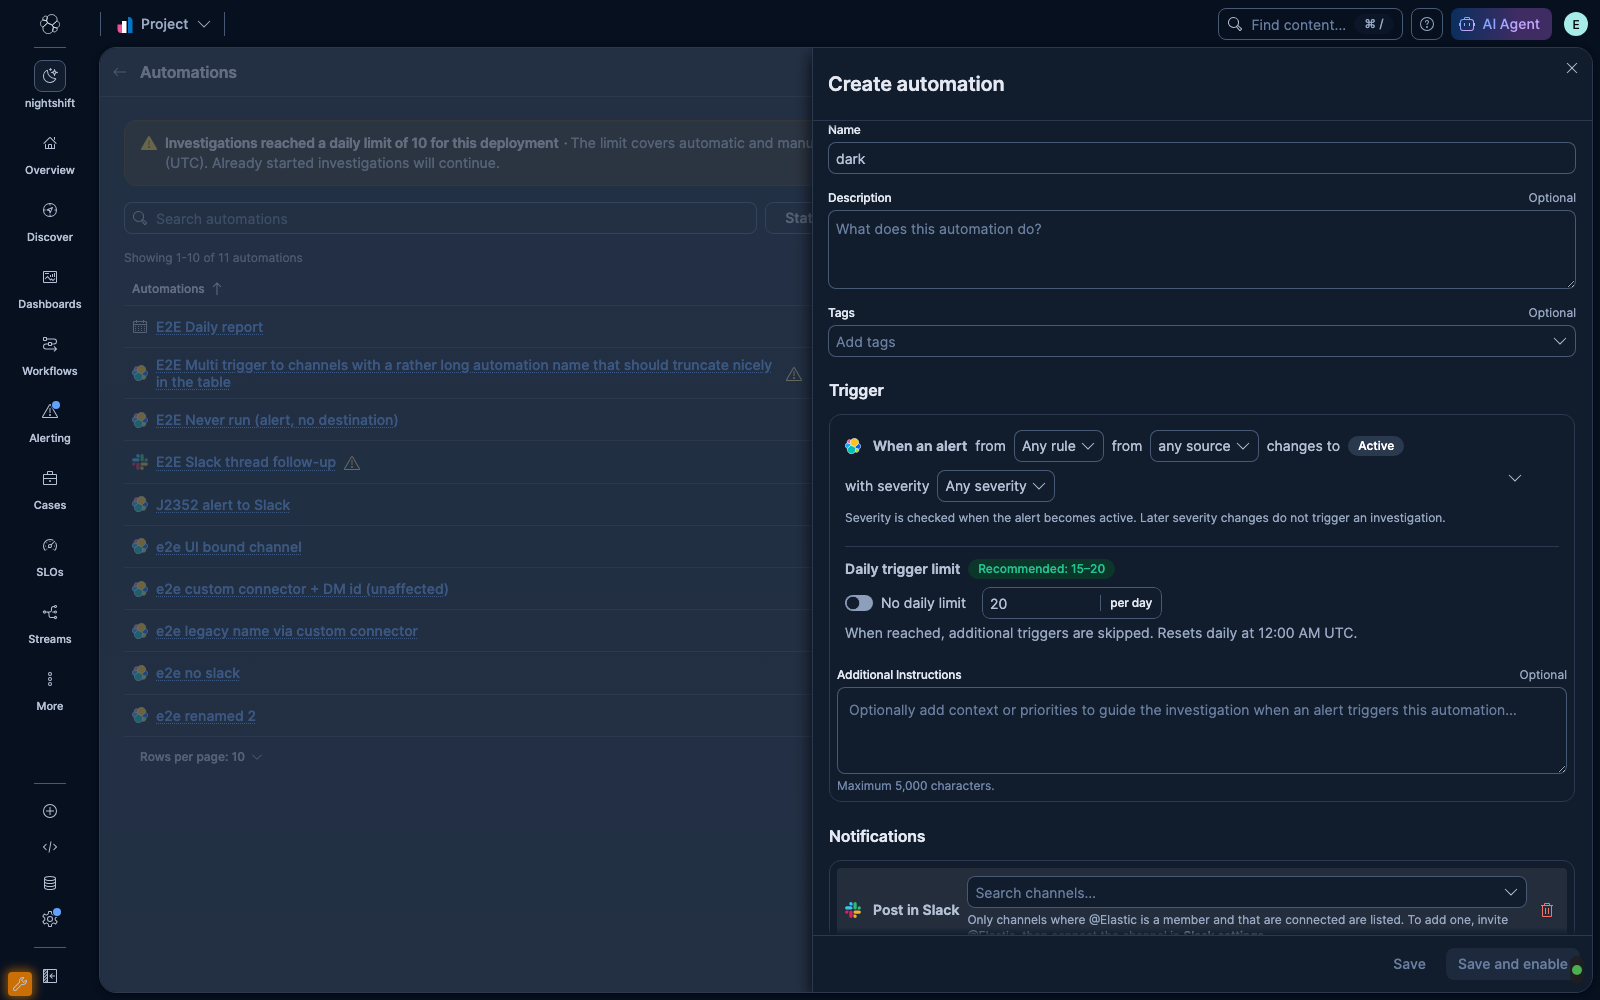 Project
Find content...
⌘ /
AI Agent
E
nightshift
Overview
Discover
Dashboards
Workflows
Alerting
Cases
SLOs
Streams
More
Automations
Investigations reached a daily limit of 10 for this deployment · The limit covers automatic and manu
(UTC). Already started investigations will continue.
Search automations
Stat
Showing 1-10 of 11 automations
Automations
E2E Daily report
E2E Multi trigger to channels with a rather long automation name that should truncate nicely
in the table
E2E Never run (alert, no destination)
E2E Slack thread follow-up
J2352 alert to Slack
e2e UI bound channel
e2e custom connector + DM id (unaffected)
e2e legacy name via custom connector
e2e no slack
e2e renamed 2
Rows per page: 10
Create automation
Name
dark
Description
Optional
What does this automation do?
Tags
Optional
Add tags
Trigger
When an alert from Any rule from any source changes to Active
with severity Any severity
Severity is checked when the alert becomes active. Later severity changes do not trigger an investigation.
Daily trigger limit Recommended: 15–20
No daily limit 20 per day
When reached, additional triggers are skipped. Resets daily at 12:00 AM UTC.
Additional Instructions
Optional
Optionally add context or priorities to guide the investigation when an alert triggers this automation...
Maximum 5,000 characters.
Notifications
Post in Slack
Search channels...
Only channels where @Elastic is a member and that are connected are listed. To add one, invite
@Elastic, then connect the channel in Slack settings
Save
Save and enable